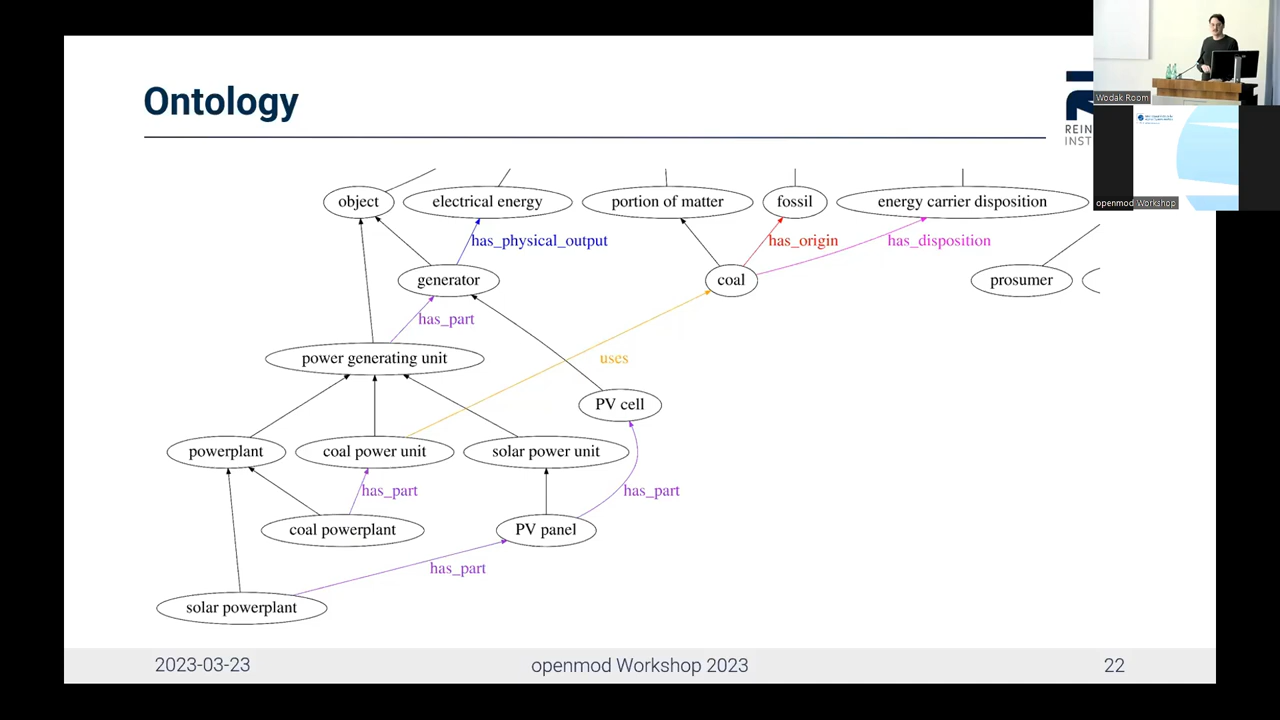 Ontology
REIN
INST
Wodak Room
openmod Workshop
object
electrical energy
portion of matter
fossil
energy carrier disposition
has_physical_output
has_origin
has_disposition
generator
coal
prosumer
has_part
power generating unit
uses
PV cell
powerplant
coal power unit
solar power unit
has_part
has_part
coal powerplant
PV panel
has_part
solar powerplant
2023-03-23
openmod Workshop 2023
22